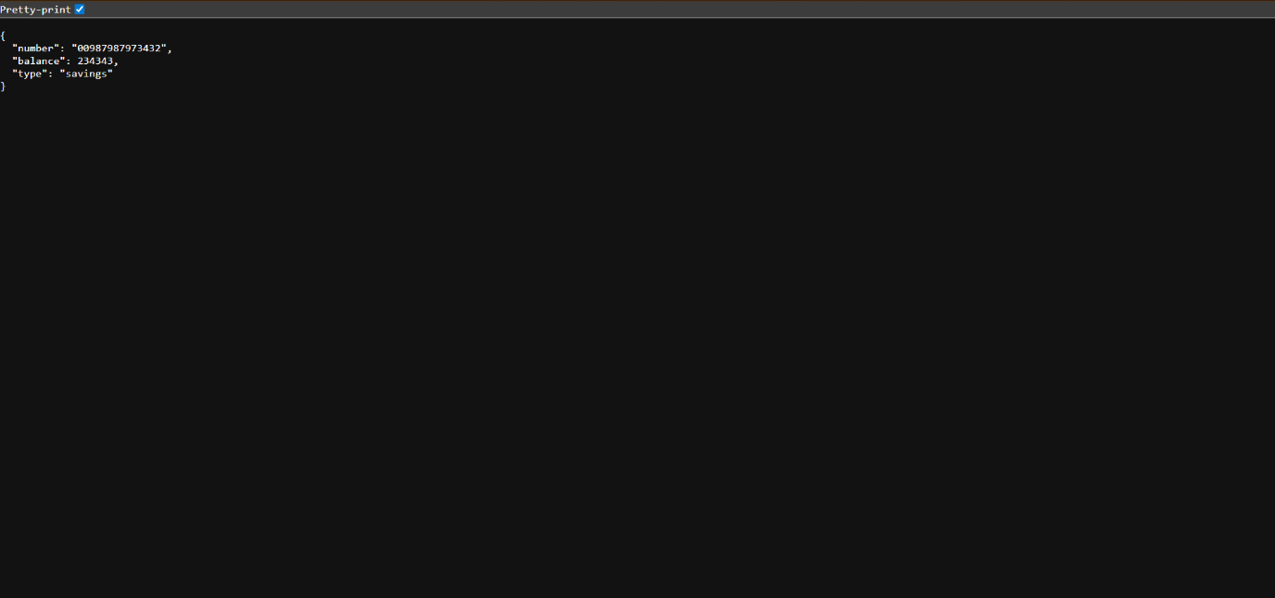 Pretty-print
{
  "number": "00987987973432",
  "balance": 234343,
  "type": "savings"
}